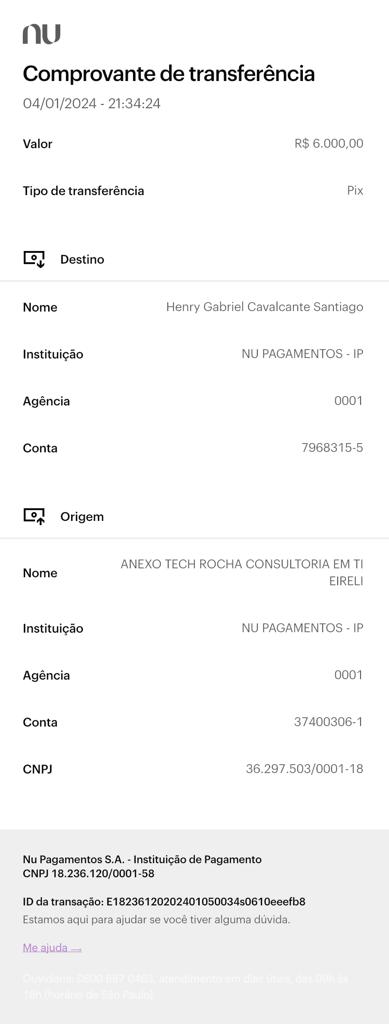 nu
Comprovante de transferência
04/01/2024 - 21:34:24
Valor R$ 6.000,00
Tipo de transferência Pix
Destino
Nome Henry Gabriel Cavalcante Santiago
Instituição NU PAGAMENTOS - IP
Agência 0001
Conta 7968315-5
Origem
Nome ANEXO TECH ROCHA CONSULTORIA EM TI
EIRELI
Instituição NU PAGAMENTOS - IP
Agência 0001
Conta 37400306-1
CNPJ 36.297.503/0001-18
Nu Pagamentos S.A. - Instituição de Pagamento
CNPJ 18.236.120/0001-58
ID da transação: E18236120202401050034s0610eeefb8
Estamos aqui para ajudar se você tiver alguma dúvida.
Me ajuda →
Ouvidoria: 0800 887 0463, atendimento em dias úteis, das 09h às
18h (horário de São Paulo).